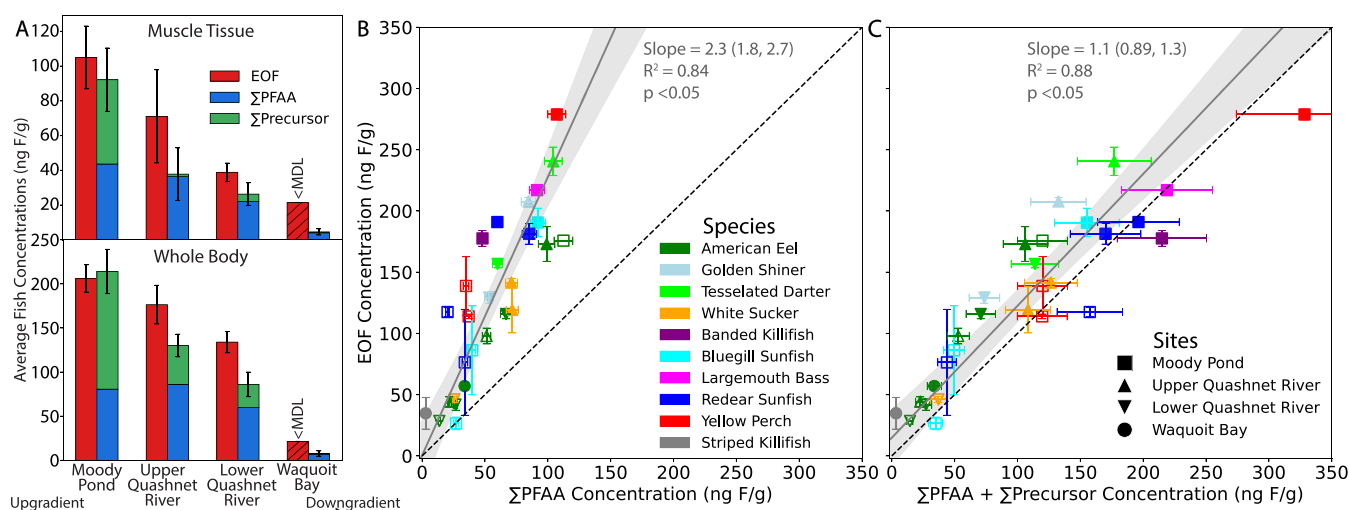 A
Muscle Tissue
EOF
∑PFAA
∑Precursor
<MDL
120
100
80
60
40
20
Average Fish Concentrations (ng F/g)
Whole Body
<MDL
250
200
150
100
50
0
Moody Pond
Upper Quashnet River
Lower Quashnet River
Waquoit Bay
Upgradient
Downgradient
B
Slope = 2.3 (1.8, 2.7)
R² = 0.84
p <0.05
EOF Concentration (ng F/g)
350
300
250
200
150
100
50
0
Species
American Eel
Golden Shiner
Tesselated Darter
White Sucker
Banded Killifish
Bluegill Sunfish
Largemouth Bass
Redear Sunfish
Yellow Perch
Striped Killifish
0 50 100 150 200 250 300 350
∑PFAA Concentration (ng F/g)
C
Slope = 1.1 (0.89, 1.3)
R² = 0.88
p <0.05
Sites
Moody Pond
Upper Quashnet River
Lower Quashnet River
Waquoit Bay
0 50 100 150 200 250 300 350
∑PFAA + ∑Precursor Concentration (ng F/g)